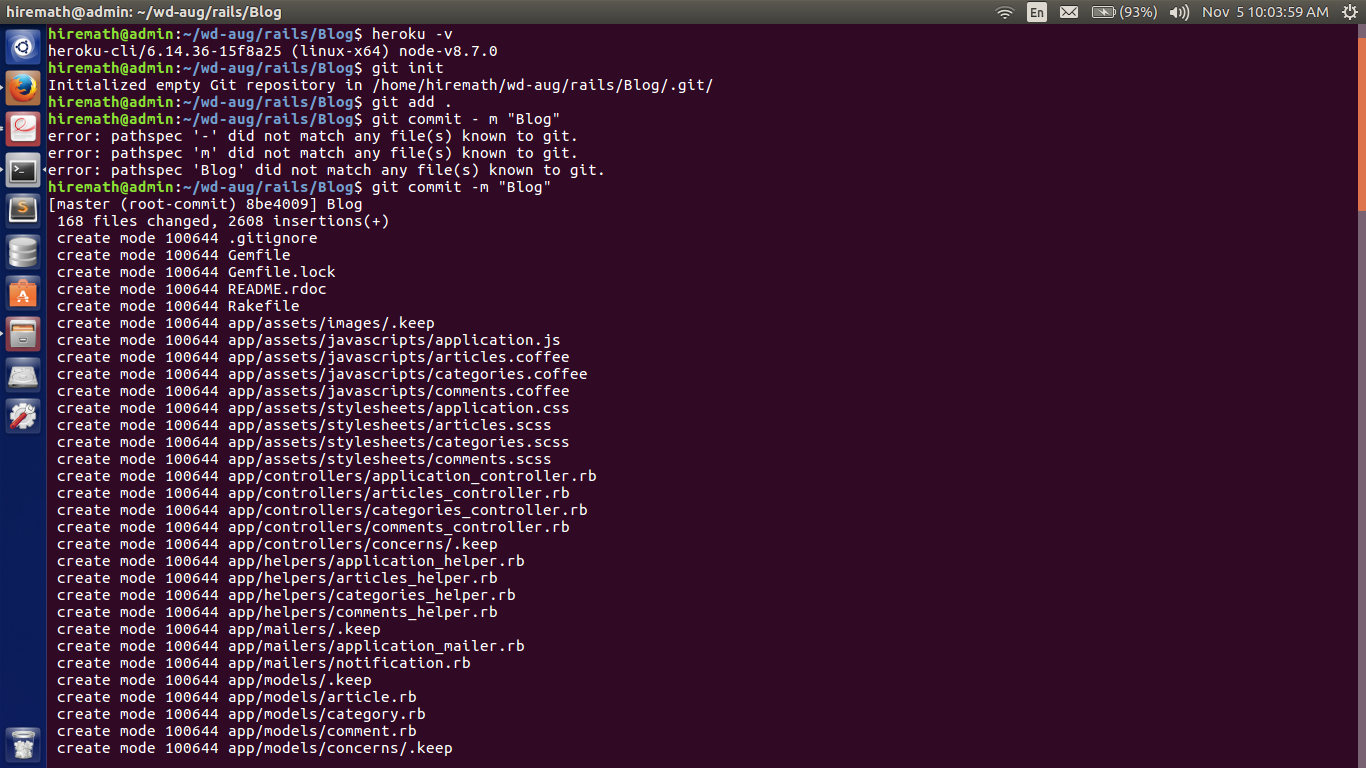 hiremath@admin: ~/wd-aug/rails/Blog
En
(93%)
Nov 5 10:03:59 AM
hiremath@admin:~/wd-aug/rails/Blog$ heroku -v
heroku-cli/6.14.36-15f8a25 (linux-x64) node-v8.7.0
hiremath@admin:~/wd-aug/rails/Blog$ git init
Initialized empty Git repository in /home/hiremath/wd-aug/rails/Blog/.git/
hiremath@admin:~/wd-aug/rails/Blog$ git add .
hiremath@admin:~/wd-aug/rails/Blog$ git commit - m "Blog"
error: pathspec '-' did not match any file(s) known to git.
error: pathspec 'm' did not match any file(s) known to git.
error: pathspec 'Blog' did not match any file(s) known to git.
hiremath@admin:~/wd-aug/rails/Blog$ git commit -m "Blog"
[master (root-commit) 8be4009] Blog
 168 files changed, 2608 insertions(+)
 create mode 100644 .gitignore
 create mode 100644 Gemfile
 create mode 100644 Gemfile.lock
 create mode 100644 README.rdoc
 create mode 100644 Rakefile
 create mode 100644 app/assets/images/.keep
 create mode 100644 app/assets/javascripts/application.js
 create mode 100644 app/assets/javascripts/articles.coffee
 create mode 100644 app/assets/javascripts/categories.coffee
 create mode 100644 app/assets/javascripts/comments.coffee
 create mode 100644 app/assets/stylesheets/application.css
 create mode 100644 app/assets/stylesheets/articles.scss
 create mode 100644 app/assets/stylesheets/categories.scss
 create mode 100644 app/assets/stylesheets/comments.scss
 create mode 100644 app/controllers/application_controller.rb
 create mode 100644 app/controllers/articles_controller.rb
 create mode 100644 app/controllers/categories_controller.rb
 create mode 100644 app/controllers/comments_controller.rb
 create mode 100644 app/controllers/concerns/.keep
 create mode 100644 app/helpers/application_helper.rb
 create mode 100644 app/helpers/articles_helper.rb
 create mode 100644 app/helpers/categories_helper.rb
 create mode 100644 app/helpers/comments_helper.rb
 create mode 100644 app/mailers/.keep
 create mode 100644 app/mailers/application_mailer.rb
 create mode 100644 app/mailers/notification.rb
 create mode 100644 app/models/.keep
 create mode 100644 app/models/article.rb
 create mode 100644 app/models/category.rb
 create mode 100644 app/models/comment.rb
 create mode 100644 app/models/concerns/.keep